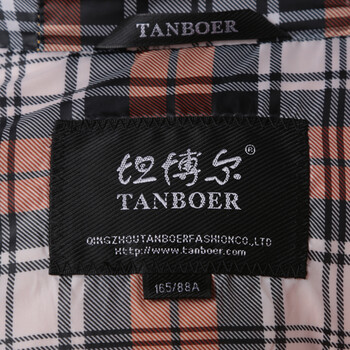 TANBOER
坦博尔®
TANBOER
QINGZHOUTANBOERFASHIONCO.,LTD
Http://www.tanboer.com
165/88A